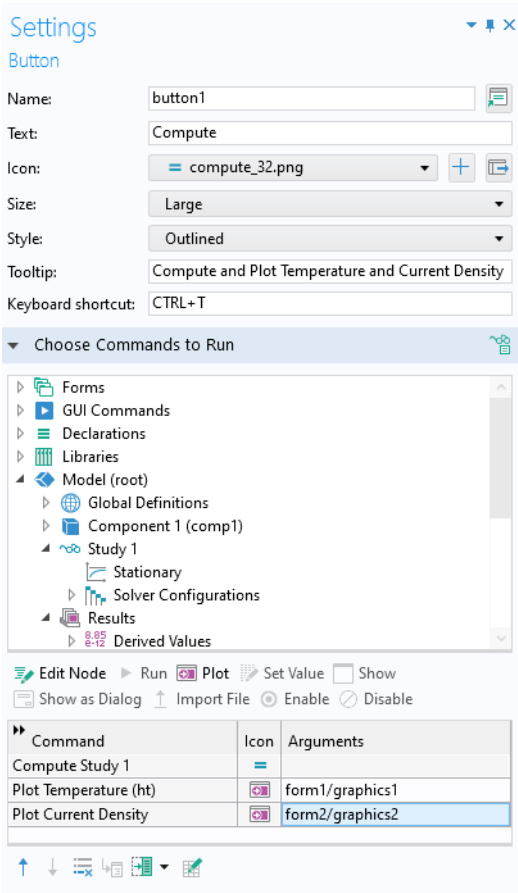 Settings
Button
Name: button1
Text: Compute
Icon: compute_32.png
Size: Large
Style: Outlined
Tooltip: Compute and Plot Temperature and Current Density
Keyboard shortcut: CTRL+T
Choose Commands to Run
Forms
GUI Commands
Declarations
Libraries
Model (root)
Global Definitions
Component 1 (comp1)
Study 1
Stationary
Solver Configurations
Results
8.85 e-12 Derived Values
Edit Node Run Plot Set Value Show
Show as Dialog Import File Enable Disable
Command Icon Arguments
Compute Study 1
Plot Temperature (ht) form1/graphics1
Plot Current Density form2/graphics2